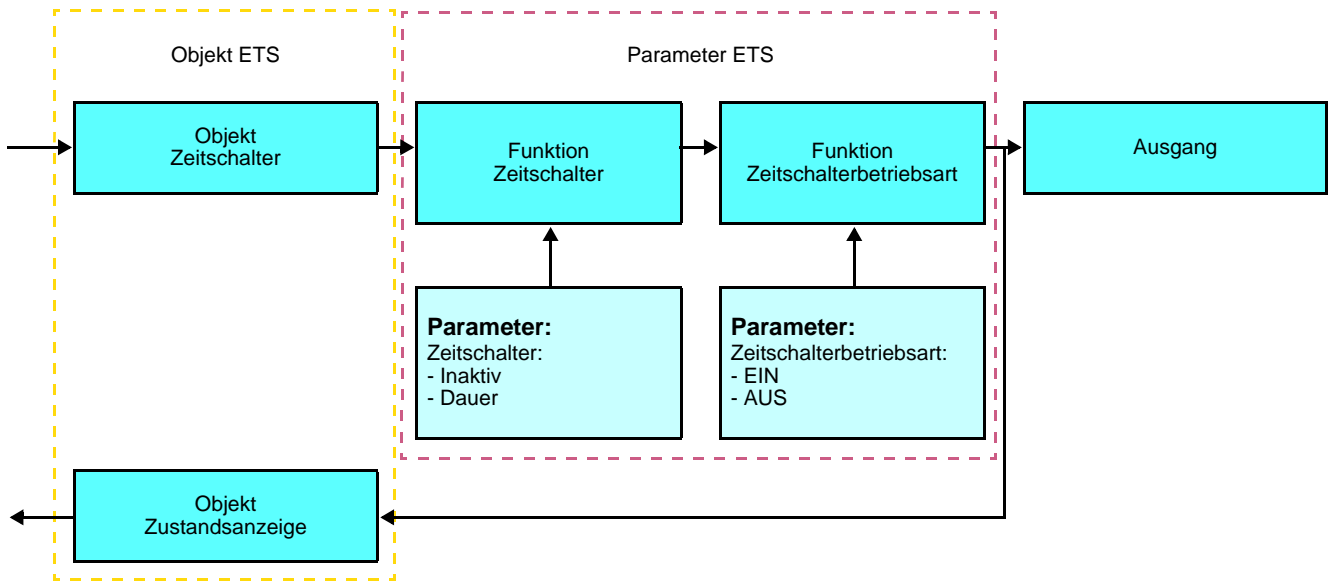 Objekt ETS
Parameter ETS
Objekt
Zeitschalter
Funktion
Zeitschalter
Funktion
Zeitschalterbetriebsart
Ausgang
Parameter:
Zeitschalter:
- Inaktiv
- Dauer
Parameter:
Zeitschalterbetriebsart:
- EIN
- AUS
Objekt
Zustandsanzeige